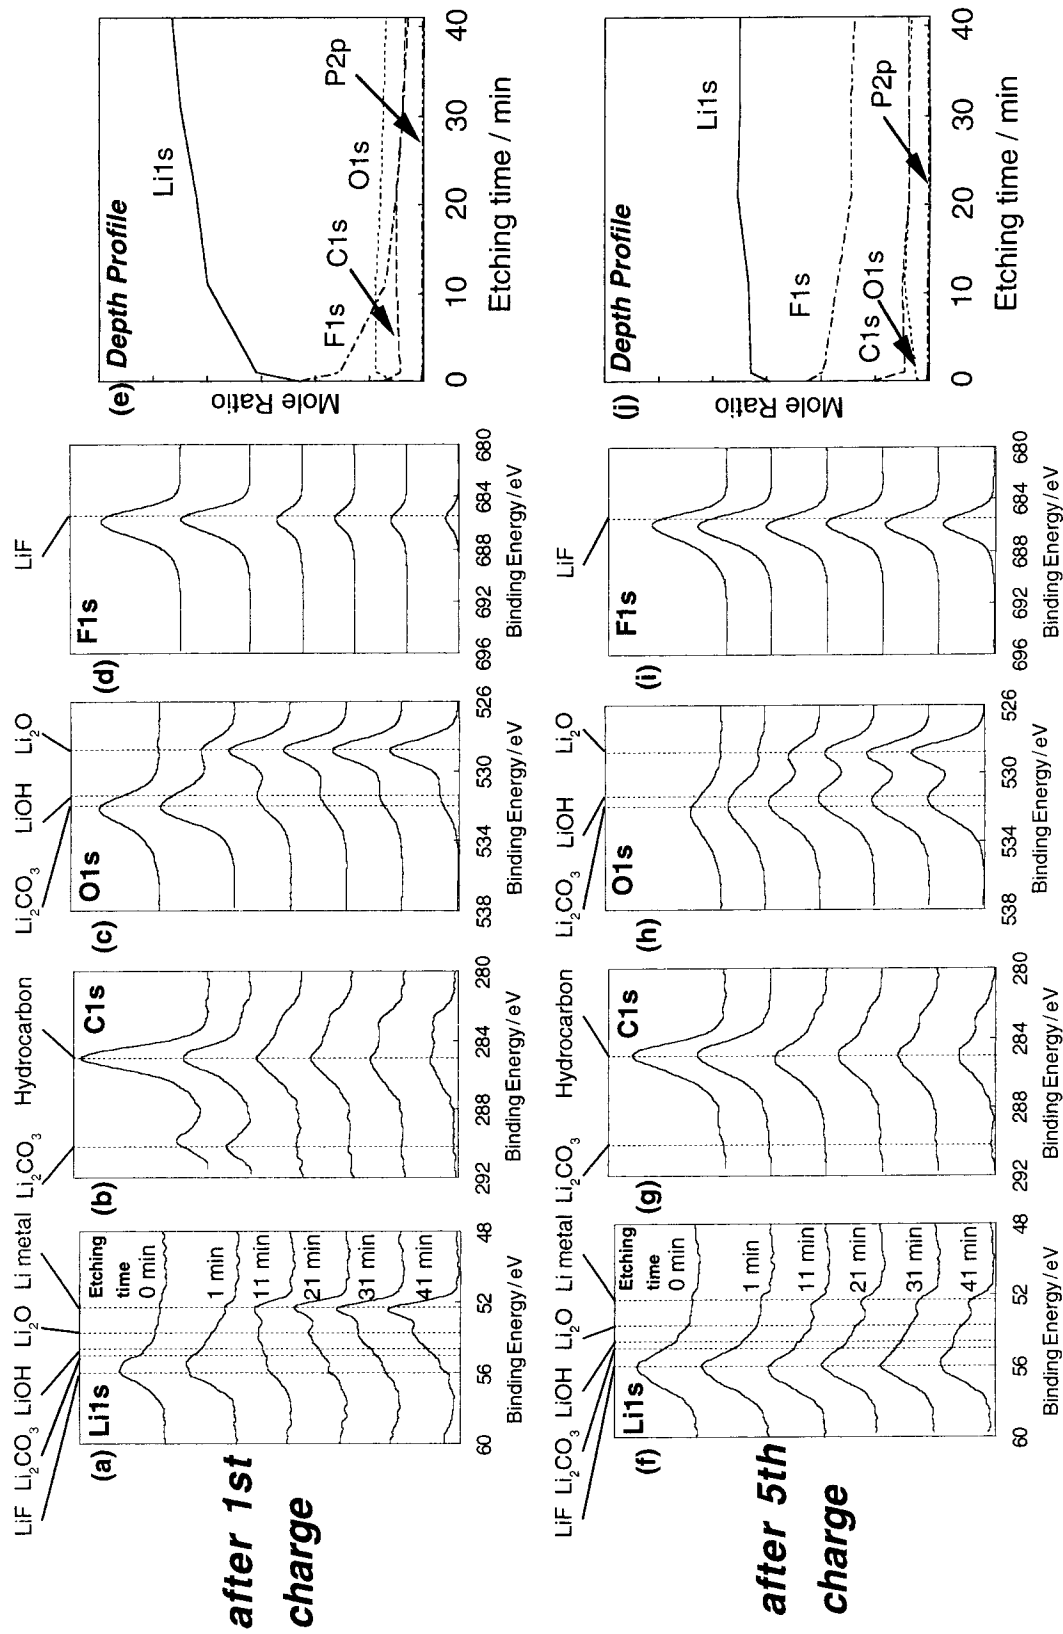 after 1st
charge
LiF Li₂CO₃ LiOH Li₂O Li metal
(a) Li1s
Etching
time
0 min
1 min
11 min
21 min
31 min
41 min
60 56 52 48
Binding Energy/eV
Li₂CO₃ Hydrocarbon
(b) C1s
292 288 284 280
Binding Energy/eV
Li₂CO₃ LiOH Li₂O
(c) O1s
538 534 530 526
Binding Energy/eV
LiF
(d) F1s
696 692 688 684 680
Binding Energy/eV
(e) Depth Profile
Mole Ratio
Li1s
F1s
C1s
O1s
P2p
0 10 20 30 40
Etching time / min
after 5th
charge
LiF Li₂CO₃ LiOH Li₂O Li metal
(f) Li1s
Etching
time
0 min
1 min
11 min
21 min
31 min
41 min
60 56 52 48
Binding Energy/eV
Li₂CO₃ Hydrocarbon
(g) C1s
292 288 284 280
Binding Energy/eV
Li₂CO₃ LiOH Li₂O
(h) O1s
538 534 530 526
Binding Energy/eV
LiF
(i) F1s
696 692 688 684 680
Binding Energy/eV
(j) Depth Profile
Mole Ratio
Li1s
F1s
C1s O1s
P2p
0 10 20 30 40
Etching time / min